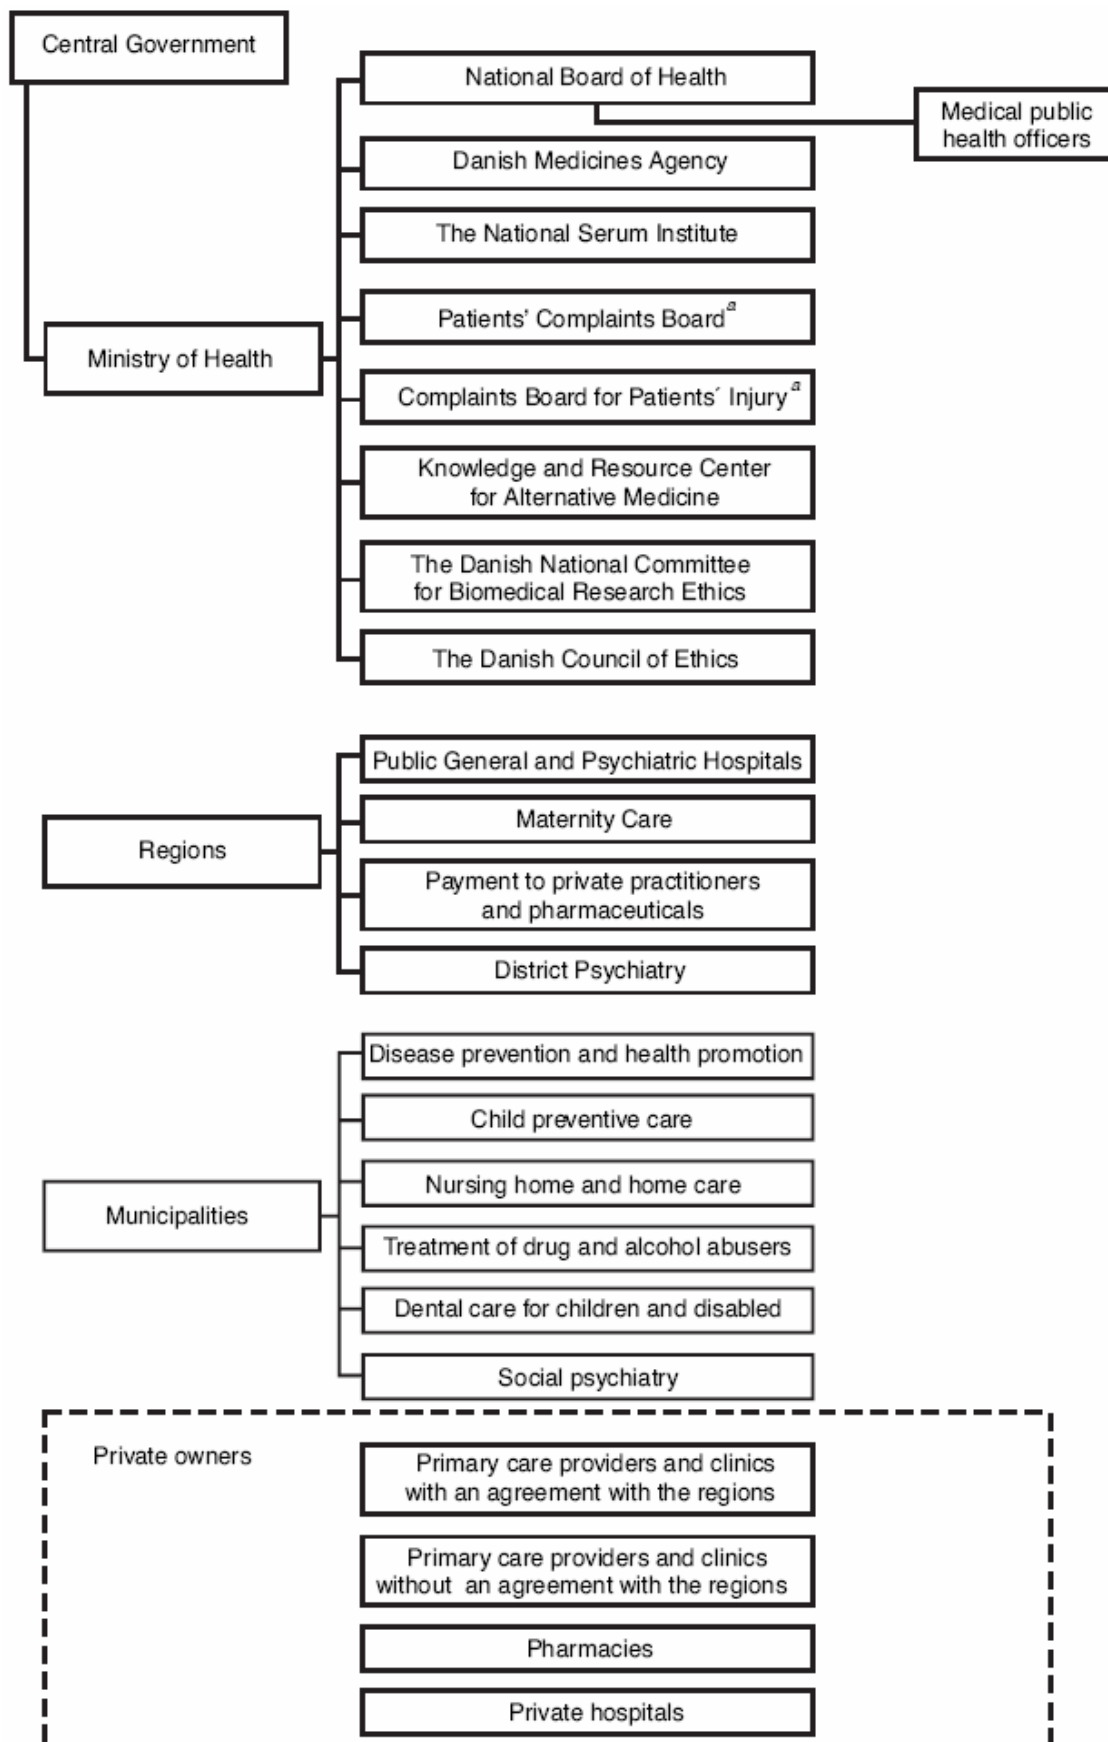 Central Government
National Board of Health
Medical public
health officers
Danish Medicines Agency
The National Serum Institute
Patients’ Complaints Board a
Ministry of Health
Complaints Board for Patients´ Injury a
Knowledge and Resource Center
for Alternative Medicine
The Danish National Committee
for Biomedical Research Ethics
The Danish Council of Ethics
Public General and Psychiatric Hospitals
Maternity Care
Regions
Payment to private practitioners
and pharmaceuticals
District Psychiatry
Disease prevention and health promotion
Child preventive care
Nursing home and home care
Municipalities
Treatment of drug and alcohol abusers
Dental care for children and disabled
Social psychiatry
Private owners
Primary care providers and clinics
with an agreement with the regions
Primary care providers and clinics
without an agreement with the regions
Pharmacies
Private hospitals